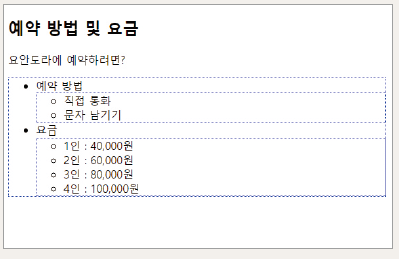 예약 방법 및 요금
요안도라에 예약하려면?
예약 방법
직접 통화
문자 남기기
요금
1인 : 40,000원
2인 : 60,000원
3인 : 80,000원
4인 : 100,000원